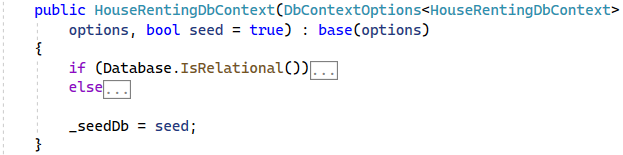 public HouseRentingDbContext(DbContextOptions<HouseRentingDbContext>
options, bool seed = true) : base(options)
{
if (Database.IsRelational())...
else...
_seedDb = seed;
}